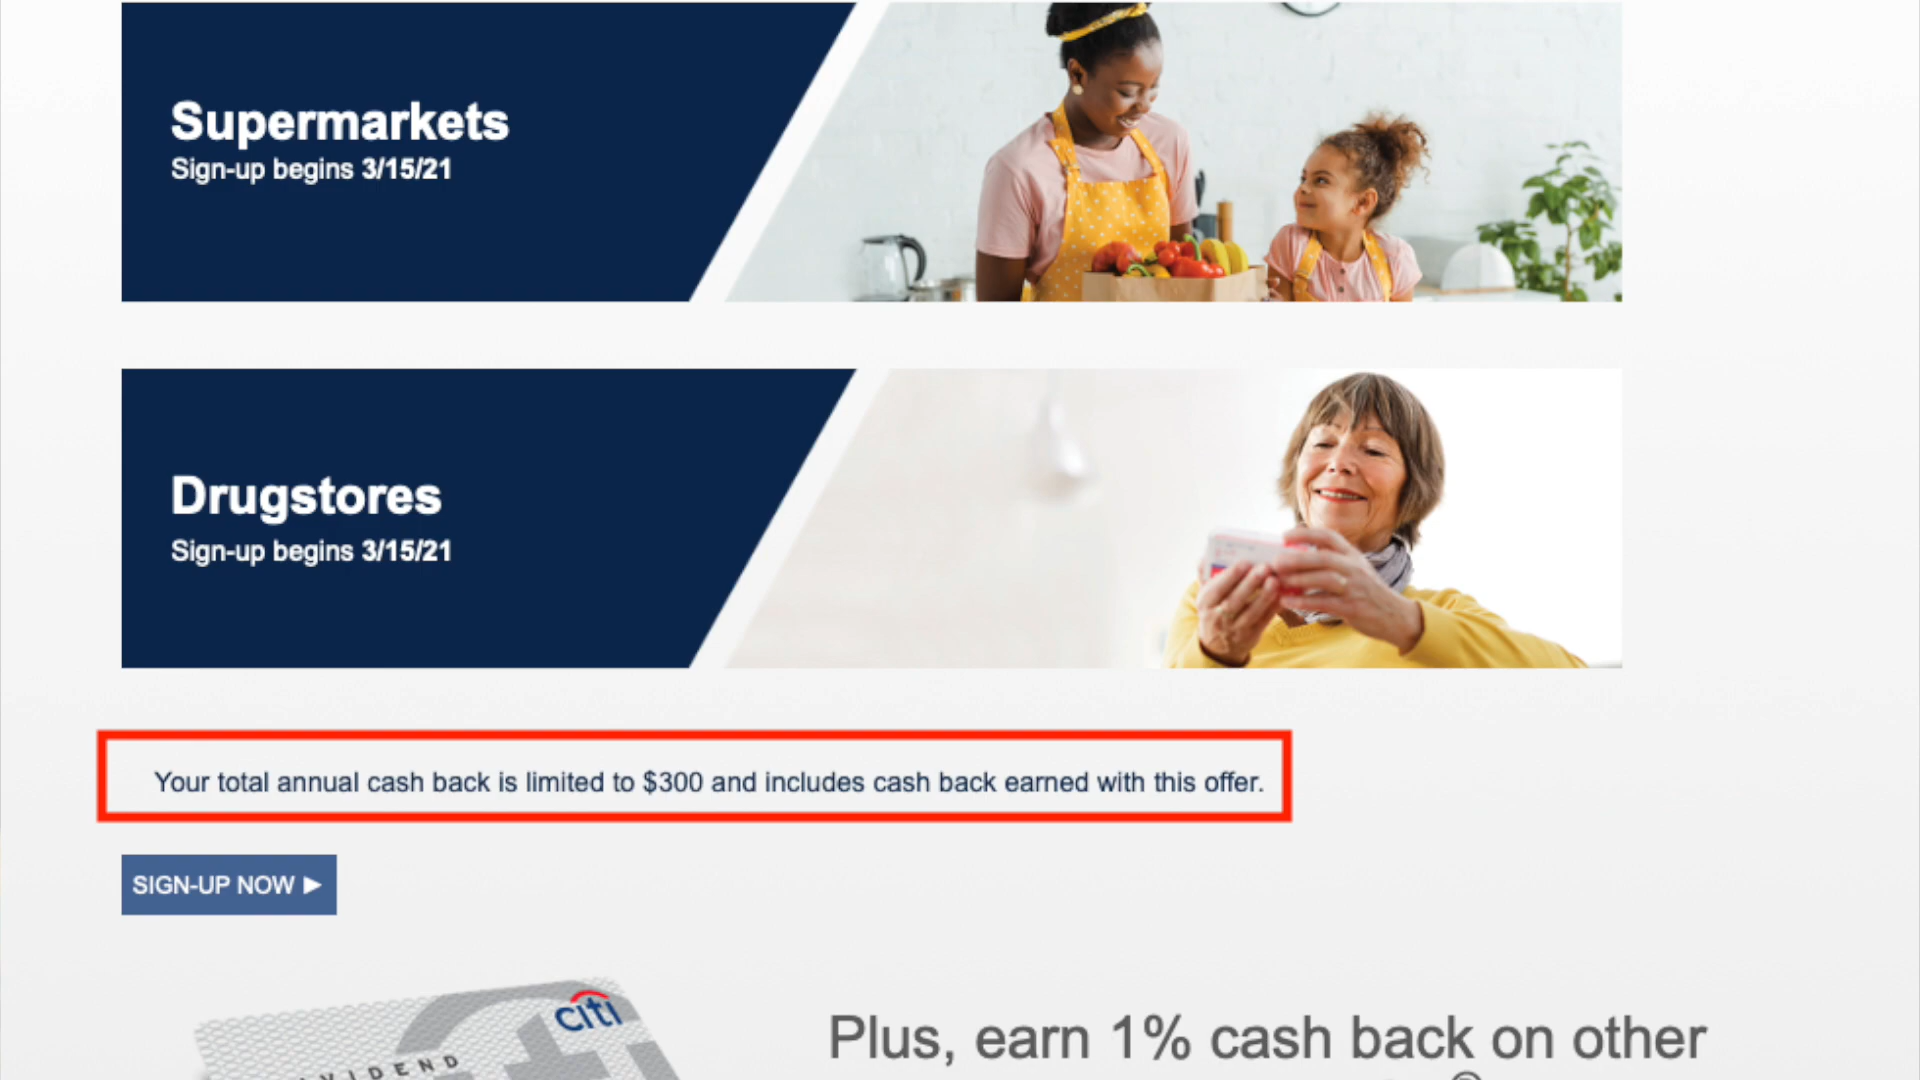 Supermarkets
Sign-up begins 3/15/21
Drugstores
Sign-up begins 3/15/21
Your total annual cash back is limited to $300 and includes cash back earned with this offer.
SIGN-UP NOW ►
citi
VIDEND
Plus, earn 1% cash back on other